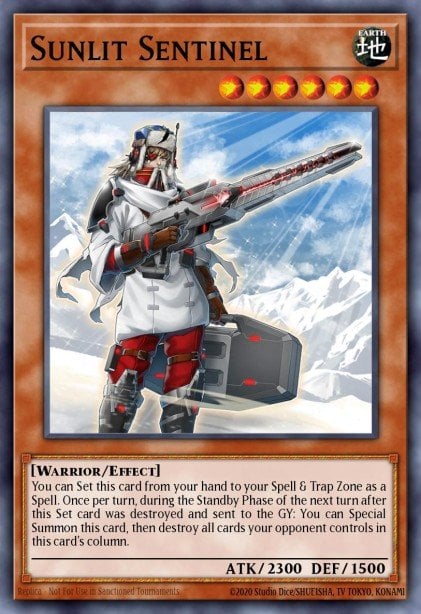 Sunlit Sentinel
EARTH
地
[Warrior/Effect]
You can Set this card from your hand to your Spell & Trap Zone as a
Spell. Once per turn, during the Standby Phase of the next turn after
this Set card was destroyed and sent to the GY: You can Special
Summon this card, then destroy all cards your opponent controls in
this card's column.
ATK/2300 DEF/1500
Replica - Not For Use in Sanctioned Tournaments
©2020 Studio Dice/SHUEISHA, TV TOKYO, KONAMI